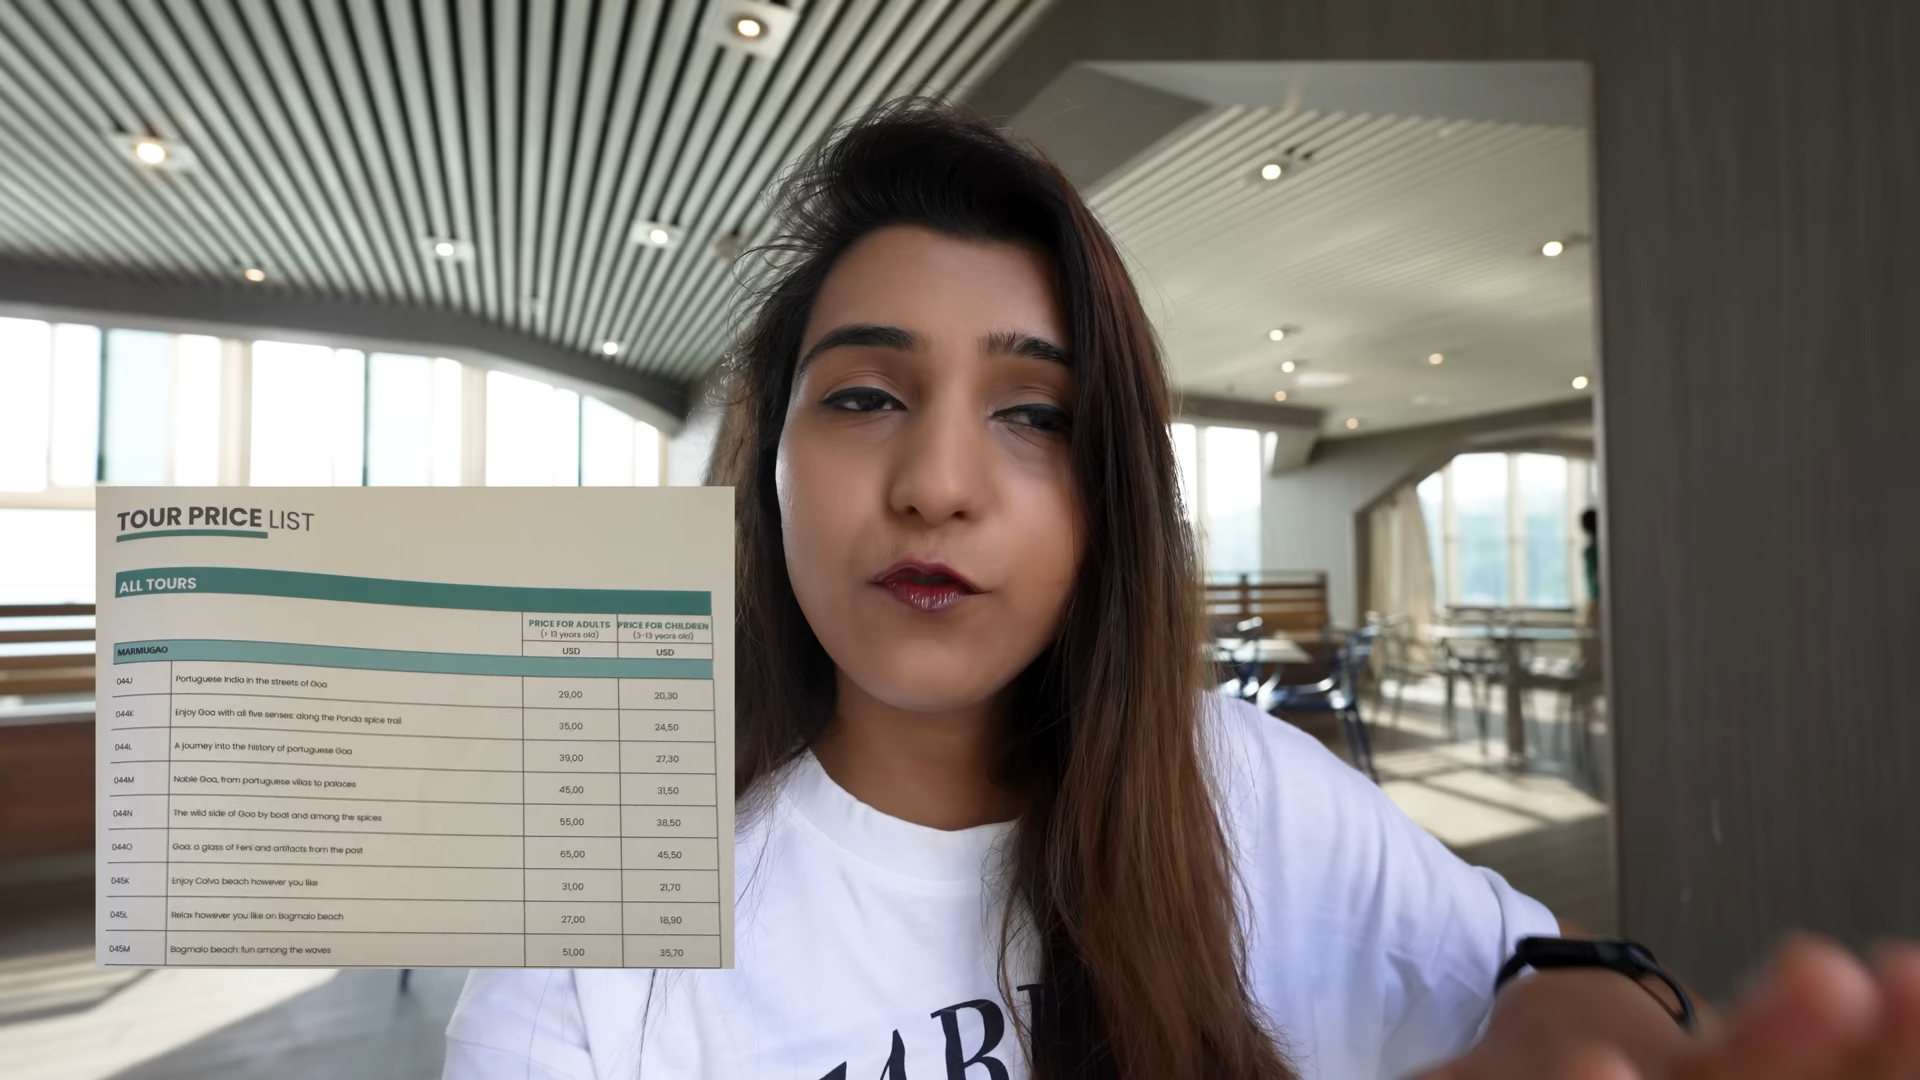 TOUR PRICE LIST
ALL TOURS
PRICE FOR ADULTS PRICE FOR CHILDREN
(> 13 years old) (3-13 years old)
MARMUGAO USD USD
044J Portuguese India in the streets of Goa 29,00 20,30
044K Enjoy Goa with all five senses: along the Ponda spice trail 35,00 24,50
044L A journey into the history of portuguese Goa 39,00 27,30
044M Noble Goa, from portuguese villas to palaces 45,00 31,50
044N The wild side of Goa by boat and among the spices 55,00 38,50
044O Goa: a glass of Feni and artifacts from the past 65,00 45,50
045K Enjoy Colva beach however you like 31,00 21,70
045L Relax however you like on Bogmalo beach 27,00 18,90
045M Bogmalo beach: fun among the waves 51,00 35,70